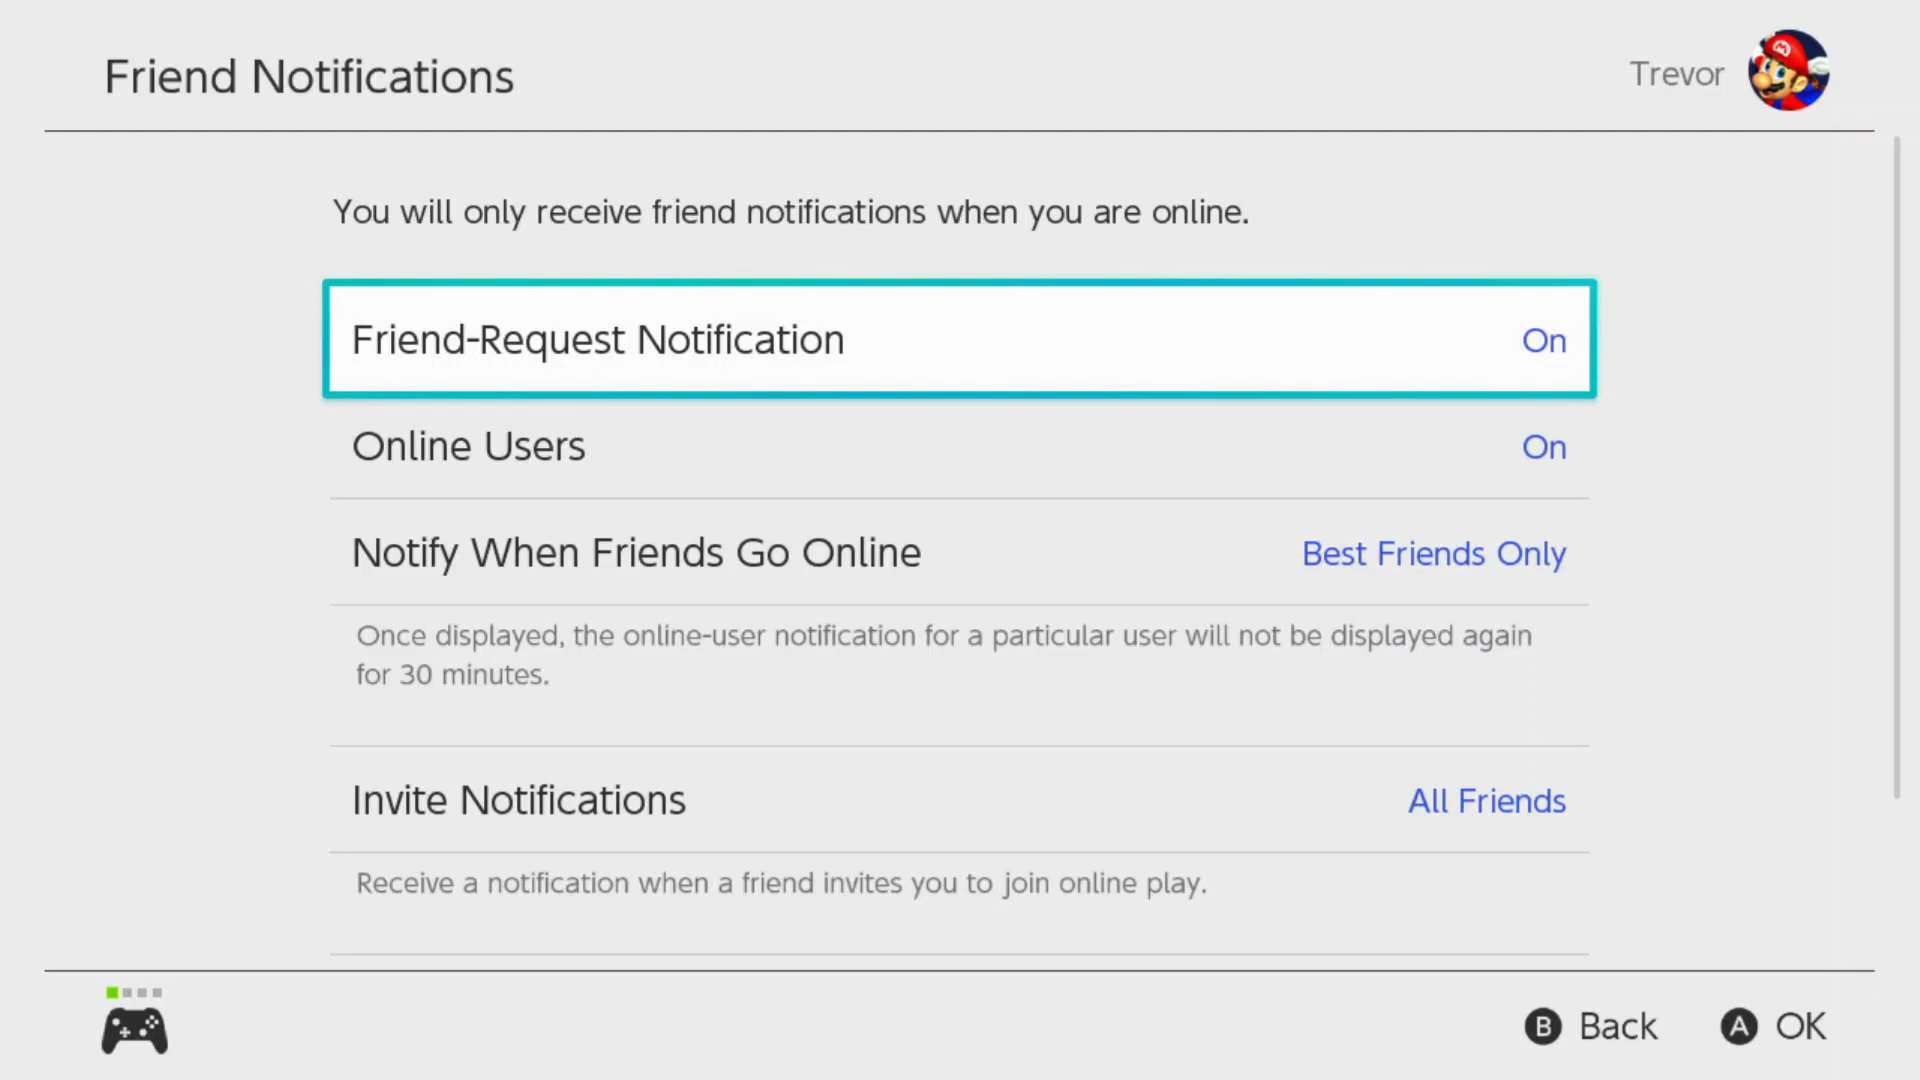 Friend Notifications
Trevor
You will only receive friend notifications when you are online.
Friend-Request Notification On
Online Users On
Notify When Friends Go Online Best Friends Only
Once displayed, the online-user notification for a particular user will not be displayed again
for 30 minutes.
Invite Notifications All Friends
Receive a notification when a friend invites you to join online play.
B Back A OK